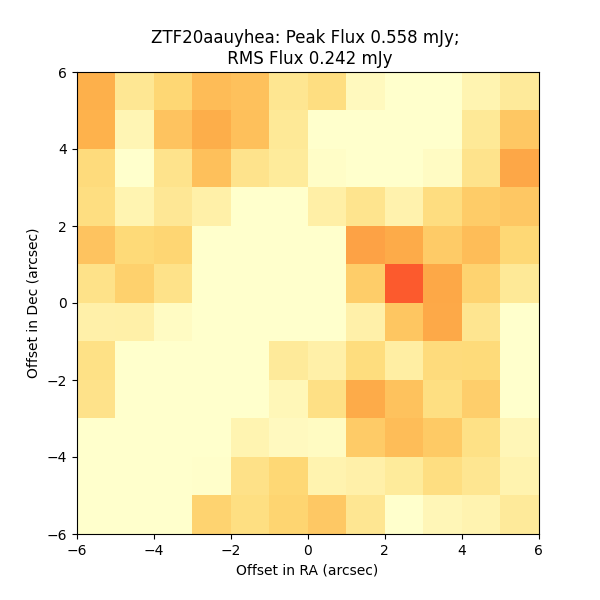 ZTF20aauyhea: Peak Flux 0.558 mJy;
RMS Flux 0.242 mJy
6
4
2
0
−2
−4
−6
Offset in Dec (arcsec)
−6 −4 −2 0 2 4 6
Offset in RA (arcsec)